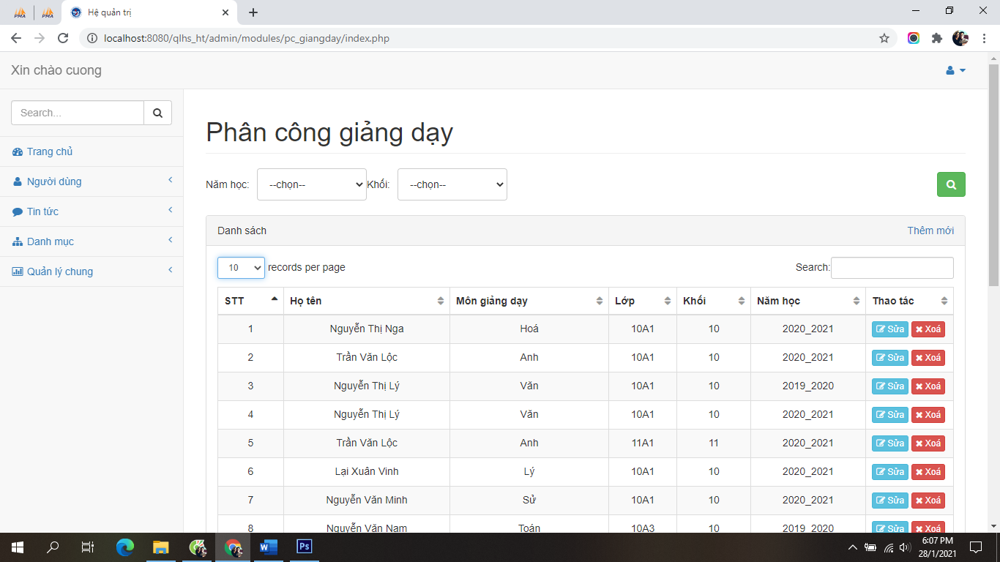 PMA PMA Hệ quản trị
localhost:8080/qlhs_ht/admin/modules/pc_giangday/index.php
Xin chào cuong
Search...
Trang chủ
Người dùng
Tin tức
Danh mục
Quản lý chung
Phân công giảng dạy
Năm học: --chọn-- Khối: --chọn--
Danh sách Thêm mới
10 records per page Search:
STT Họ tên Môn giảng dạy Lớp Khối Năm học Thao tác
1 Nguyễn Thị Nga Hoá 10A1 10 2020_2021 Sửa Xoá
2 Trần Văn Lộc Anh 10A1 10 2020_2021 Sửa Xoá
3 Nguyễn Thị Lý Văn 10A1 10 2019_2020 Sửa Xoá
4 Nguyễn Thị Lý Văn 10A1 10 2020_2021 Sửa Xoá
5 Trần Văn Lộc Anh 11A1 11 2020_2021 Sửa Xoá
6 Lại Xuân Vinh Lý 10A1 10 2020_2021 Sửa Xoá
7 Nguyễn Văn Minh Sử 10A1 10 2020_2021 Sửa Xoá
8 Nguyễn Văn Nam Toán 10A3 10 2019_2020 Sửa Xoá
W Ps
6:07 PM
28/1/2021